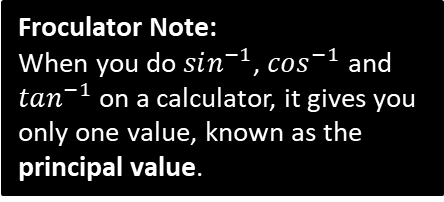 Froculator Note:
When you do sin⁻¹, cos⁻¹ and
tan⁻¹ on a calculator, it gives you
only one value, known as the
principal value.